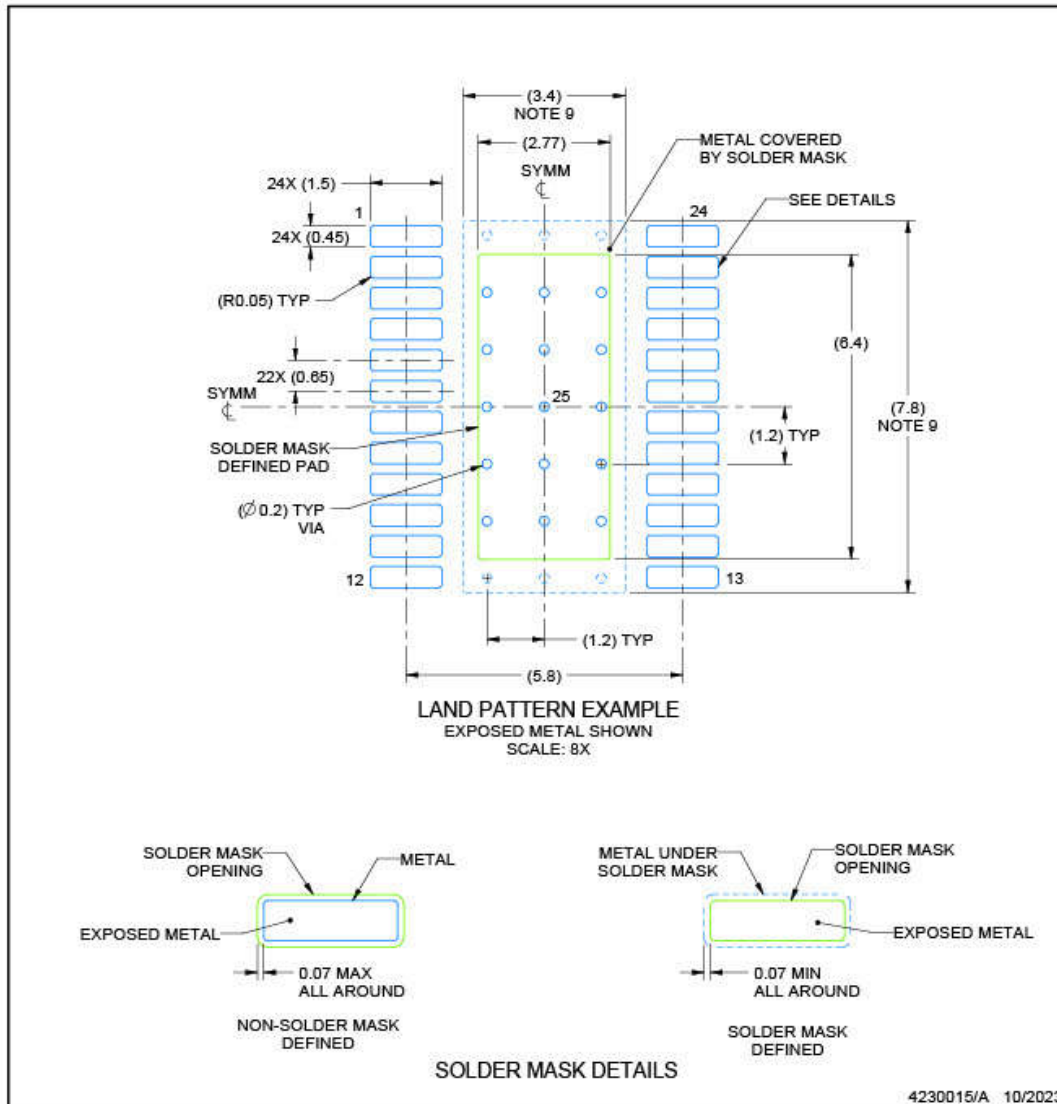 (3.4)
NOTE 9
(2.77)
SYMM
METAL COVERED
BY SOLDER MASK
24X (1.5)
SEE DETAILS
1
24
24X (0.45)
(R0.05) TYP
(6.4)
22X (0.65)
SYMM
25
(7.8)
NOTE 9
(1.2) TYP
SOLDER MASK
DEFINED PAD
(Ø 0.2) TYP
VIA
12
13
(1.2) TYP
(5.8)
LAND PATTERN EXAMPLE
EXPOSED METAL SHOWN
SCALE: 8X
SOLDER MASK
OPENING
METAL
EXPOSED METAL
0.07 MAX
ALL AROUND
NON-SOLDER MASK
DEFINED
METAL UNDER
SOLDER MASK
SOLDER MASK
OPENING
EXPOSED METAL
0.07 MIN
ALL AROUND
SOLDER MASK
DEFINED
SOLDER MASK DETAILS
4230015/A 10/2023